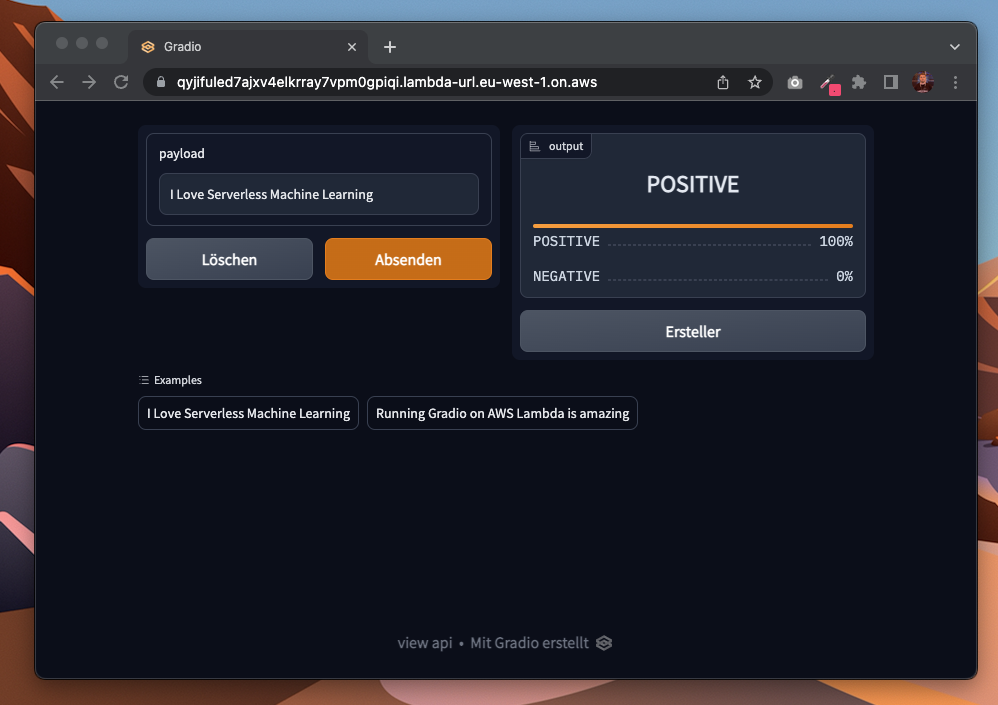 Gradio
qyjifuled7ajxv4elkrray7vpm0gpiqi.lambda-url.eu-west-1.on.aws
payload
I Love Serverless Machine Learning
Löschen
Absenden
output
POSITIVE
POSITIVE 100%
NEGATIVE 0%
Ersteller
Examples
I Love Serverless Machine Learning
Running Gradio on AWS Lambda is amazing
view api • Mit Gradio erstellt